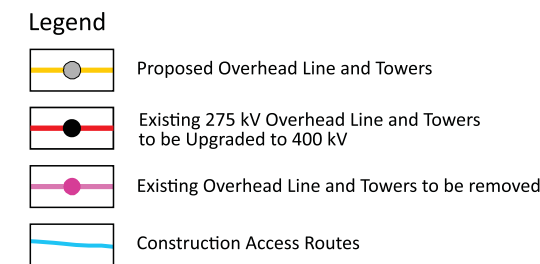 Legend
Proposed Overhead Line and Towers
Existing 275 kV Overhead Line and Towers
to be Upgraded to 400 kV
Existing Overhead Line and Towers to be removed
Construction Access Routes